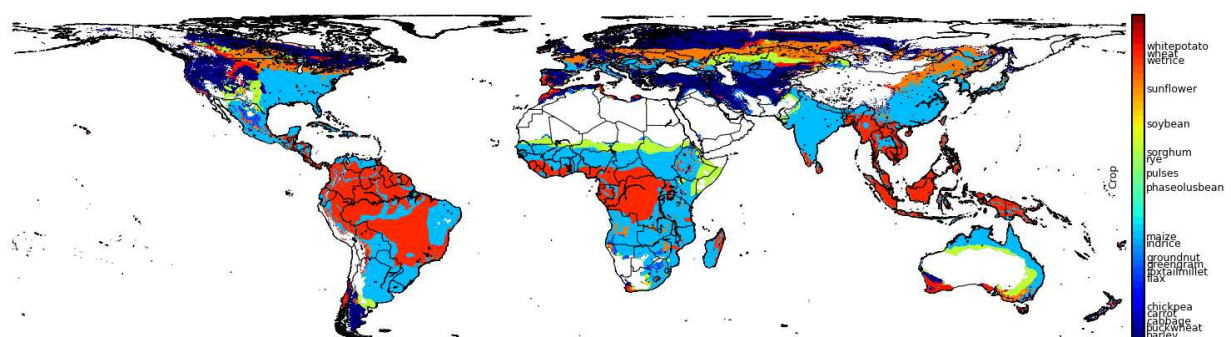 whitepotato
wheat
wetrice
sunflower
soybean
sorghum
rye
pulses
phaseolusbean
maize
indrice
groundnut
greengram
foxtailmillet
flax
chickpea
carrot
cabbage
buckwheat
barley
Crop